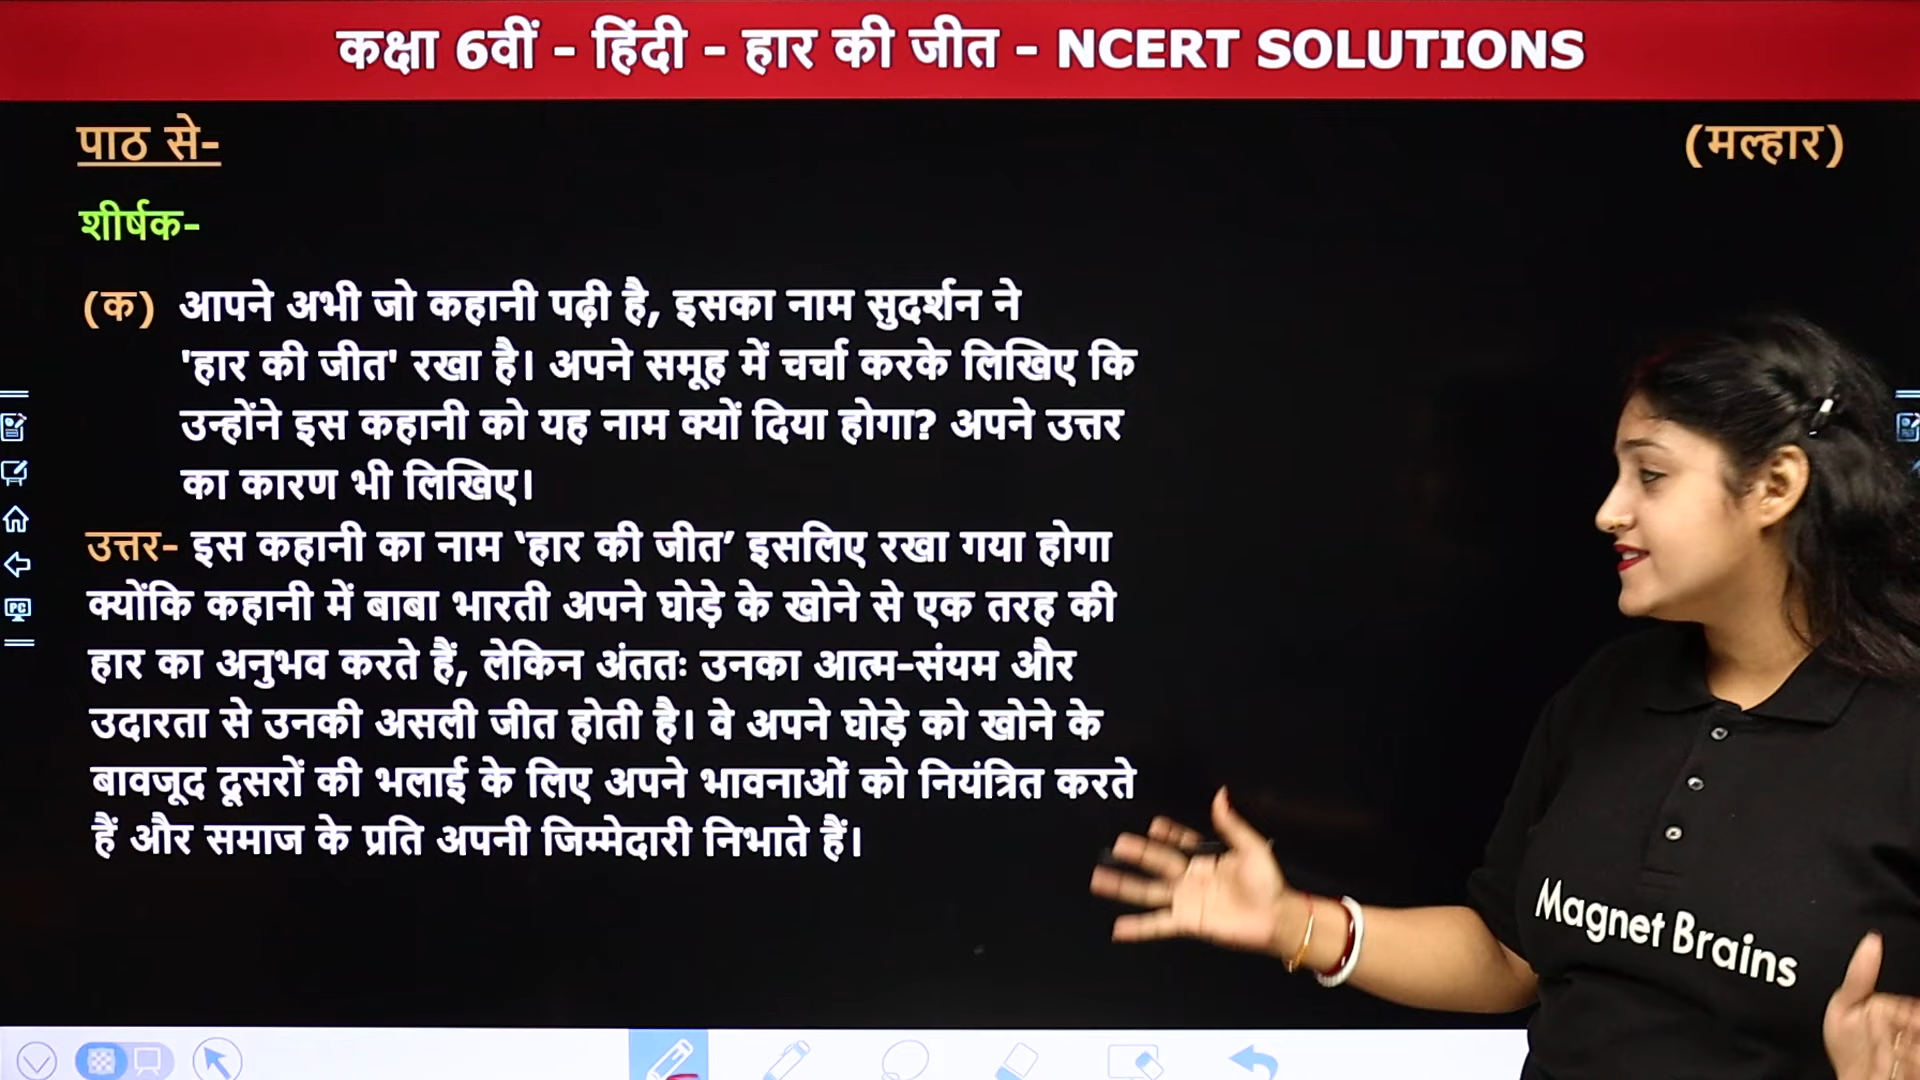 कक्षा 6वीं - हिंदी - हार की जीत - NCERT SOLUTIONS
पाठ से-
(मल्हार)
शीर्षक-
(क) आपने अभी जो कहानी पढ़ी है, इसका नाम सुदर्शन ने
'हार की जीत' रखा है। अपने समूह में चर्चा करके लिखिए कि
उन्होंने इस कहानी को यह नाम क्यों दिया होगा? अपने उत्तर
का कारण भी लिखिए।
उत्तर- इस कहानी का नाम ‘हार की जीत’ इसलिए रखा गया होगा
क्योंकि कहानी में बाबा भारती अपने घोड़े के खोने से एक तरह की
हार का अनुभव करते हैं, लेकिन अंततः उनका आत्म-संयम और
उदारता से उनकी असली जीत होती है। वे अपने घोड़े को खोने के
बावजूद दूसरों की भलाई के लिए अपने भावनाओं को नियंत्रित करते
हैं और समाज के प्रति अपनी जिम्मेदारी निभाते हैं।
PC
Magnet Brains